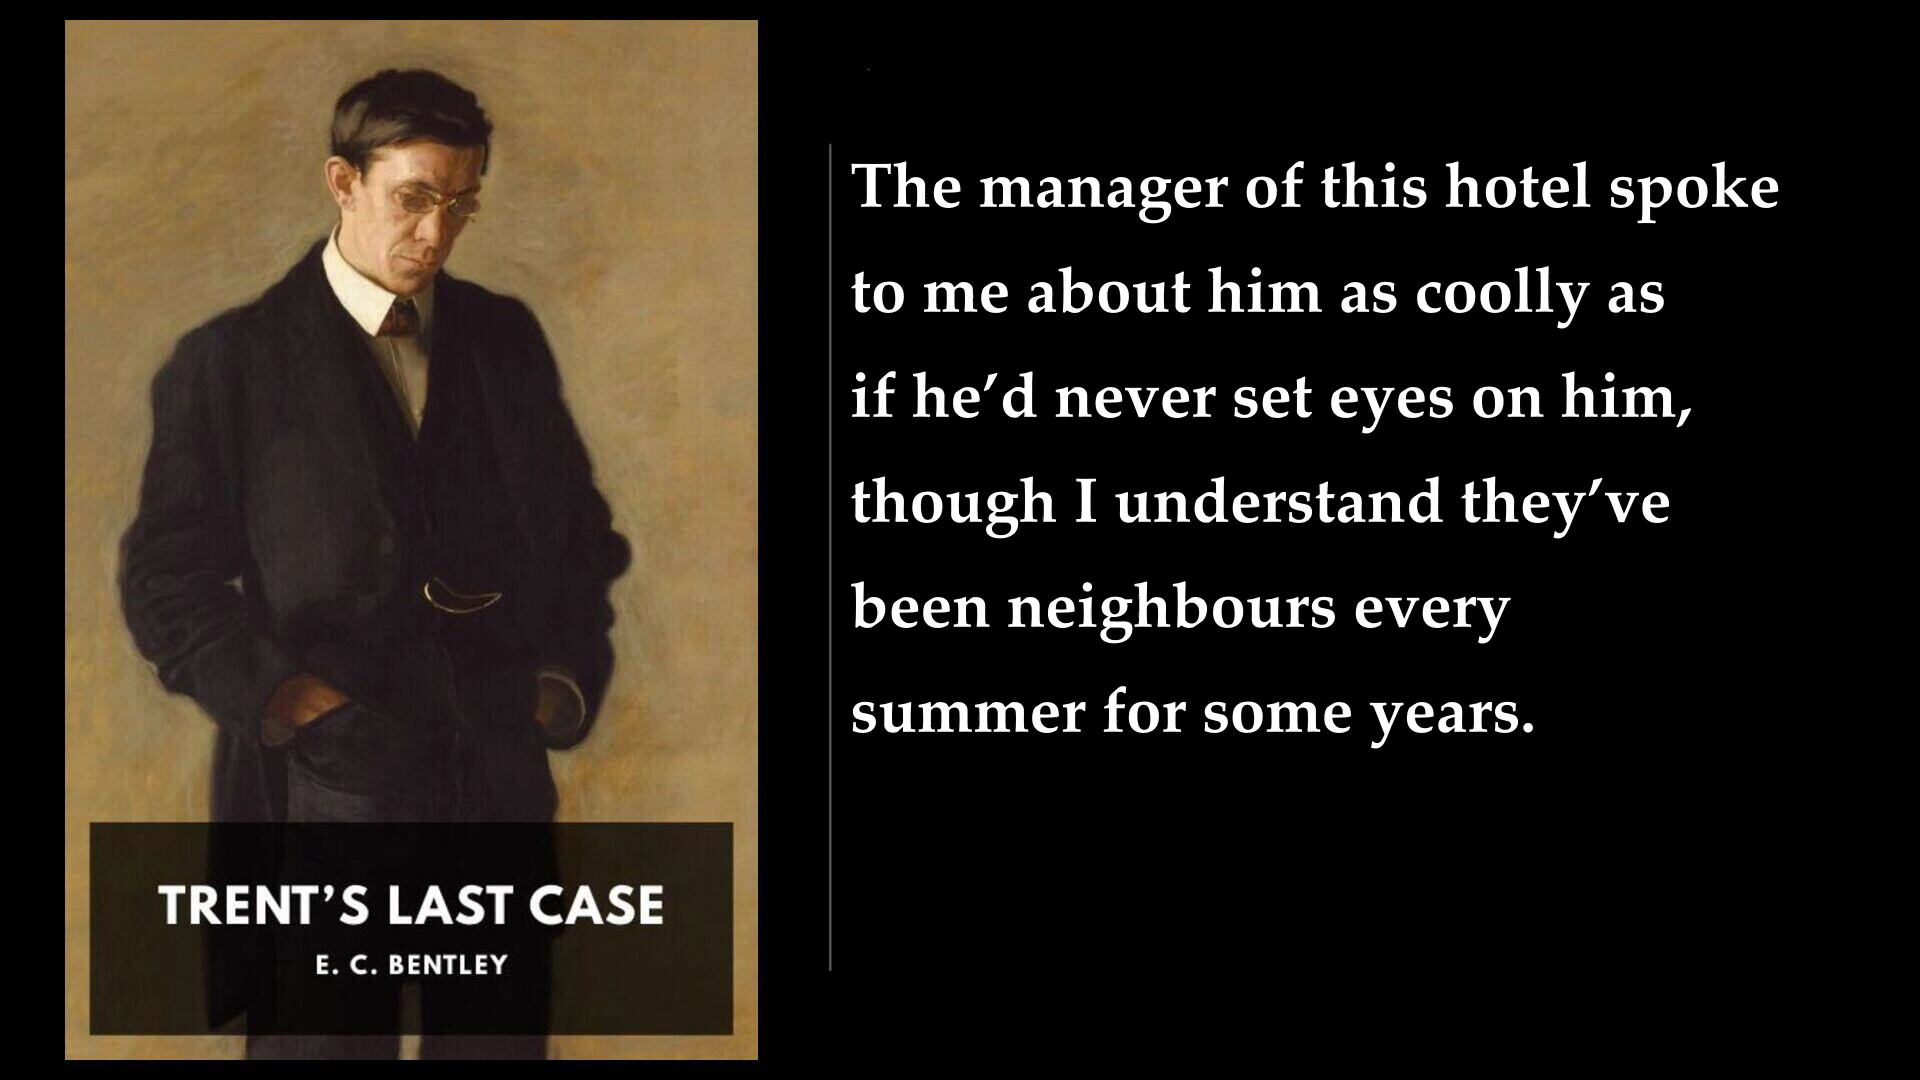 The manager of this hotel spoke
to me about him as coolly as
if he’d never set eyes on him,
though I understand they’ve
been neighbours every
summer for some years.
TRENT’S LAST CASE
E. C. BENTLEY